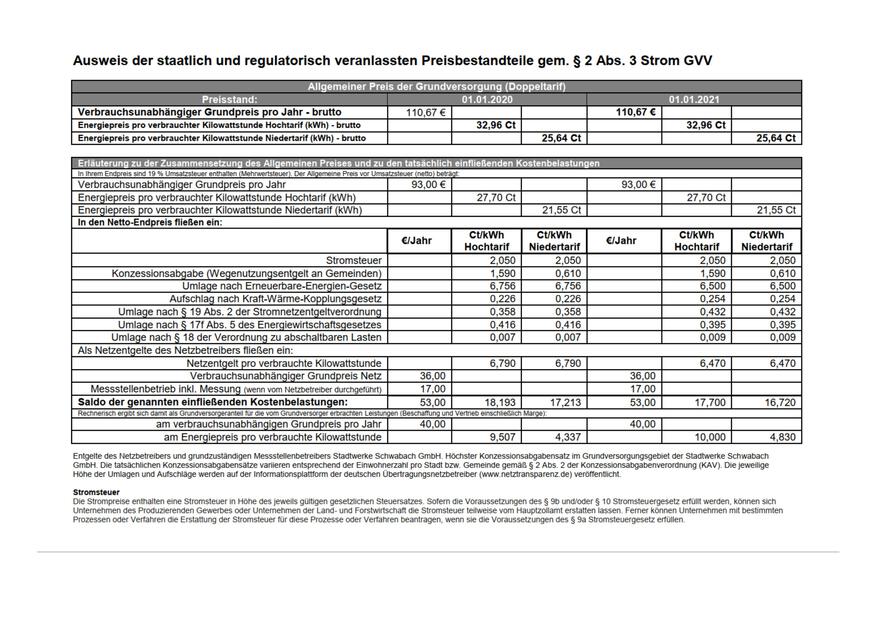 Ausweis der staatlich und regulatorisch veranlassten Preisbestandteile gem. § 2 Abs. 3 Strom GVV
Allgemeiner Preis der Grundversorgung (Doppeltarif)
Preisstand: 01.01.2020 01.01.2021
Verbrauchsunabhängiger Grundpreis pro Jahr - brutto 110,67 € 110,67 €
Energiepreis pro verbrauchter Kilowattstunde Hochtarif (kWh) - brutto 32,96 Ct 32,96 Ct
Energiepreis pro verbrauchter Kilowattstunde Niedertarif (kWh) - brutto 25,64 Ct 25,64 Ct
Erläuterung zu der Zusammensetzung des Allgemeinen Preises und zu den tatsächlich einfließenden Kostenbelastungen
In Ihrem Endpreis sind 19 % Umsatzsteuer enthalten (Mehrwertsteuer). Der Allgemeine Preis vor Umsatzsteuer (netto) beträgt:
Verbrauchsunabhängiger Grundpreis pro Jahr 93,00 € 93,00 €
Energiepreis pro verbrauchter Kilowattstunde Hochtarif (kWh) 27,70 Ct 27,70 Ct
Energiepreis pro verbrauchter Kilowattstunde Niedertarif (kWh) 21,55 Ct 21,55 Ct
In den Netto-Endpreis fließen ein:
€/Jahr Ct/kWh Hochtarif Ct/kWh Niedertarif €/Jahr Ct/kWh Hochtarif Ct/kWh Niedertarif
Stromsteuer 2,050 2,050 2,050 2,050
Konzessionsabgabe (Wegenutzungsentgelt an Gemeinden) 1,590 0,610 1,590 0,610
Umlage nach Erneuerbare-Energien-Gesetz 6,756 6,756 6,500 6,500
Aufschlag nach Kraft-Wärme-Kopplungsgesetz 0,226 0,226 0,254 0,254
Umlage nach § 19 Abs. 2 der Stromnetzentgeltverordnung 0,358 0,358 0,432 0,432
Umlage nach § 17f Abs. 5 des Energiewirtschaftsgesetzes 0,416 0,416 0,395 0,395
Umlage nach § 18 der Verordnung zu abschaltbaren Lasten 0,007 0,007 0,009 0,009
Als Netzentgelte des Netzbetreibers fließen ein:
Netzentgelt pro verbrauchte Kilowattstunde 6,790 6,790 6,470 6,470
Verbrauchsunabhängiger Grundpreis Netz 36,00 36,00
Messstellenbetrieb inkl. Messung (wenn vom Netzbetreiber durchgeführt) 17,00 17,00
Saldo der genannten einfließenden Kostenbelastungen: 53,00 18,193 17,213 53,00 17,700 16,720
Rechnerisch ergibt sich damit als Grundversorgeranteil für die vom Grundversorger erbrachten Leistungen (Beschaffung und Vertrieb einschließlich Marge):
am verbrauchsunabhängigen Grundpreis pro Jahr 40,00 40,00
am Energiepreis pro verbrauchte Kilowattstunde 9,507 4,337 10,000 4,830
Entgelte des Netzbetreibers und grundzuständigen Messstellenbetreibers Stadtwerke Schwabach GmbH. Höchster Konzessionsabgabensatz im Grundversorgungsgebiet der Stadtwerke Schwabach
GmbH. Die tatsächlichen Konzessionsabgabensätze variieren entsprechend der Einwohnerzahl pro Stadt bzw. Gemeinde gemäß § 2 Abs. 2 der Konzessionsabgabenverordnung (KAV). Die jeweilige
Höhe der Umlagen und Aufschläge werden auf der Informationsplattform der deutschen Übertragungsnetzbetreiber (www.netztransparenz.de) veröffentlicht.
Stromsteuer
Die Strompreise enthalten eine Stromsteuer in Höhe des jeweils gültigen gesetzlichen Steuersatzes. Sofern die Voraussetzungen des § 9b und/oder § 10 Stromsteuergesetz erfüllt werden, können sich
Unternehmen des Produzierenden Gewerbes oder Unternehmen der Land- und Forstwirtschaft die Stromsteuer teilweise vom Hauptzollamt erstatten lassen. Ferner können Unternehmen mit bestimmten
Prozessen oder Verfahren die Erstattung der Stromsteuer für diese Prozesse oder Verfahren beantragen, wenn sie die Voraussetzungen des § 9a Stromsteuergesetz erfüllen.